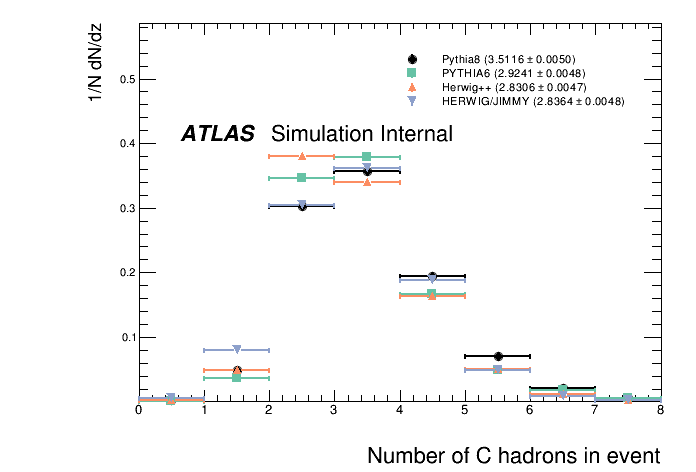 1/N dN/dz
Pythia8 (3.5116 ± 0.0050)
PYTHIA6 (2.9241 ± 0.0048)
Herwig++ (2.8306 ± 0.0047)
HERWIG/JIMMY (2.8364 ± 0.0048)
ATLAS Simulation Internal
0.5
0.4
0.3
0.2
0.1
0 1 2 3 4 5 6 7 8
Number of C hadrons in event